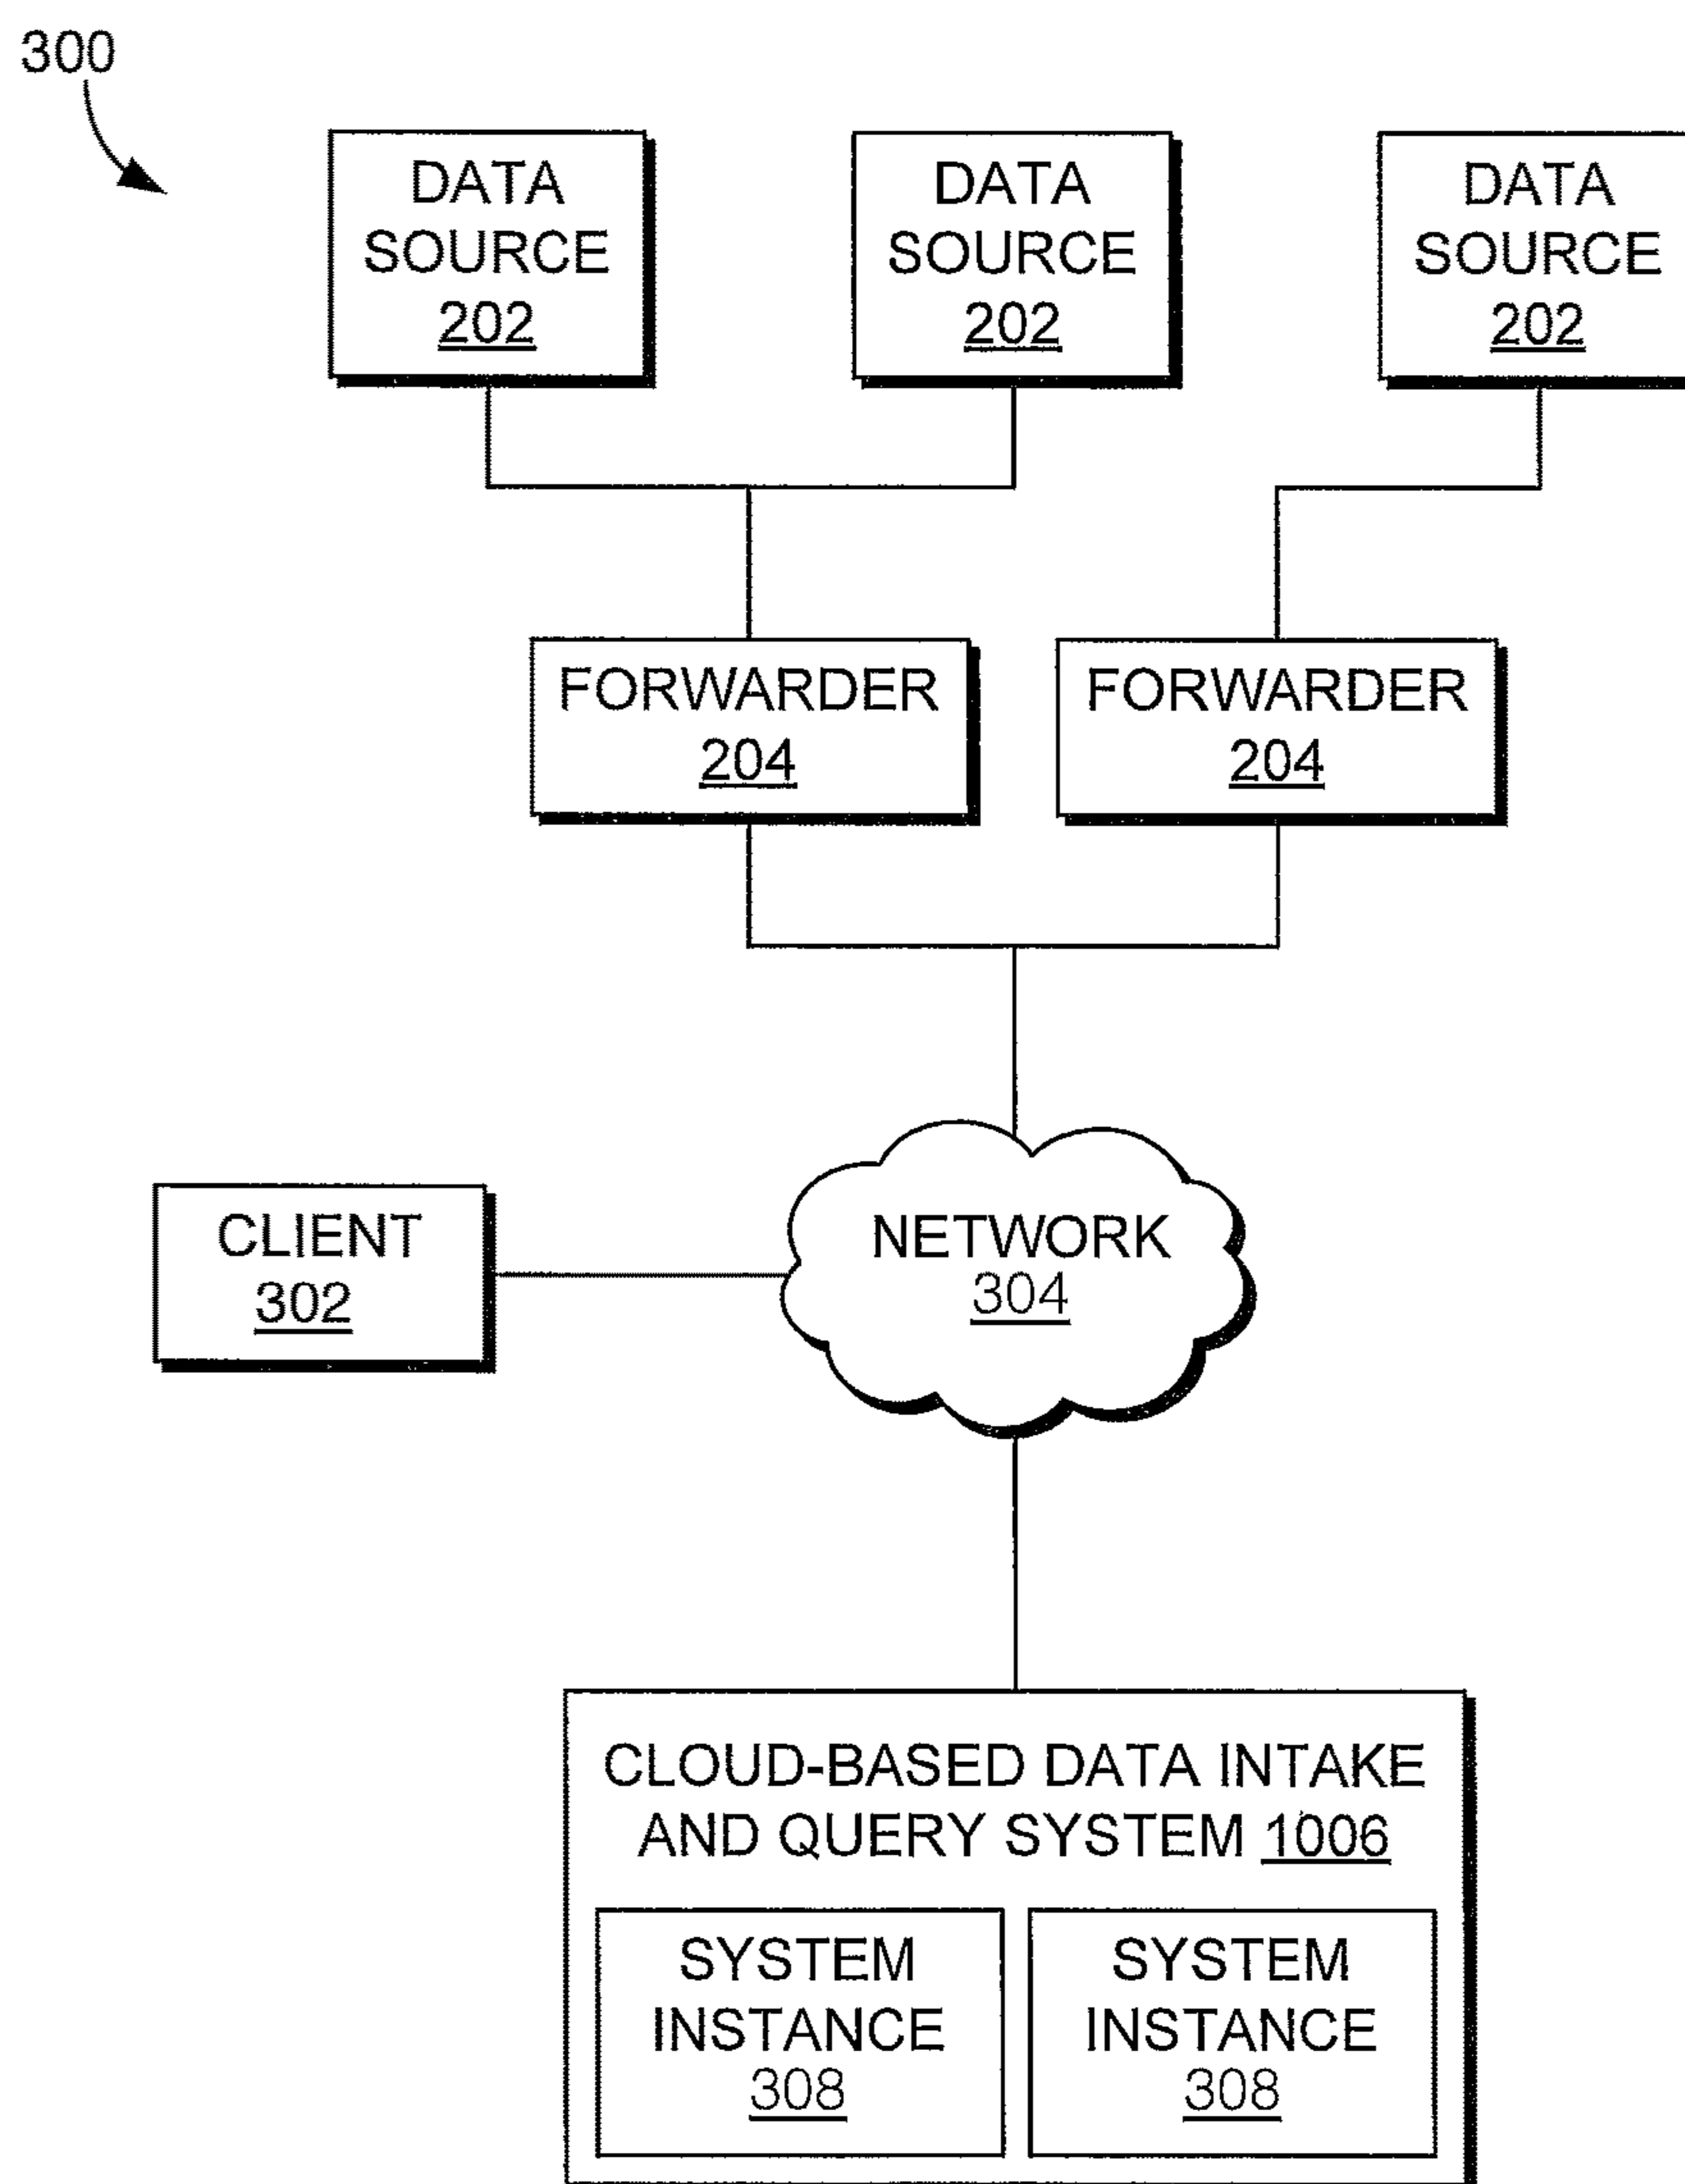 300
DATA
SOURCE
202
DATA
SOURCE
202
DATA
SOURCE
202
FORWARDER
204
FORWARDER
204
CLIENT
302
NETWORK
304
CLOUD-BASED DATA INTAKE
AND QUERY SYSTEM 1006
SYSTEM
INSTANCE
308
SYSTEM
INSTANCE
308